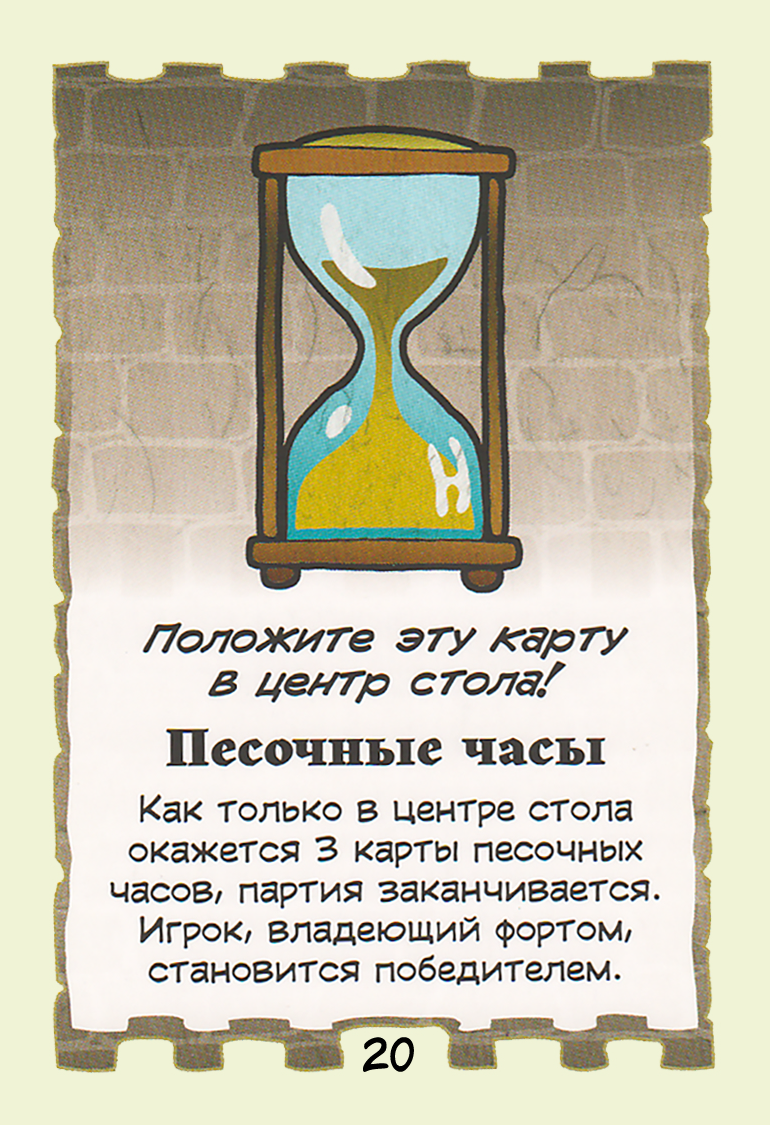 Положите эту карту
в центр стола!
Песочные часы
Как только в центре стола
окажется 3 карты песочных
часов, партия заканчивается.
Игрок, владеющий фортом,
становится победителем.
20